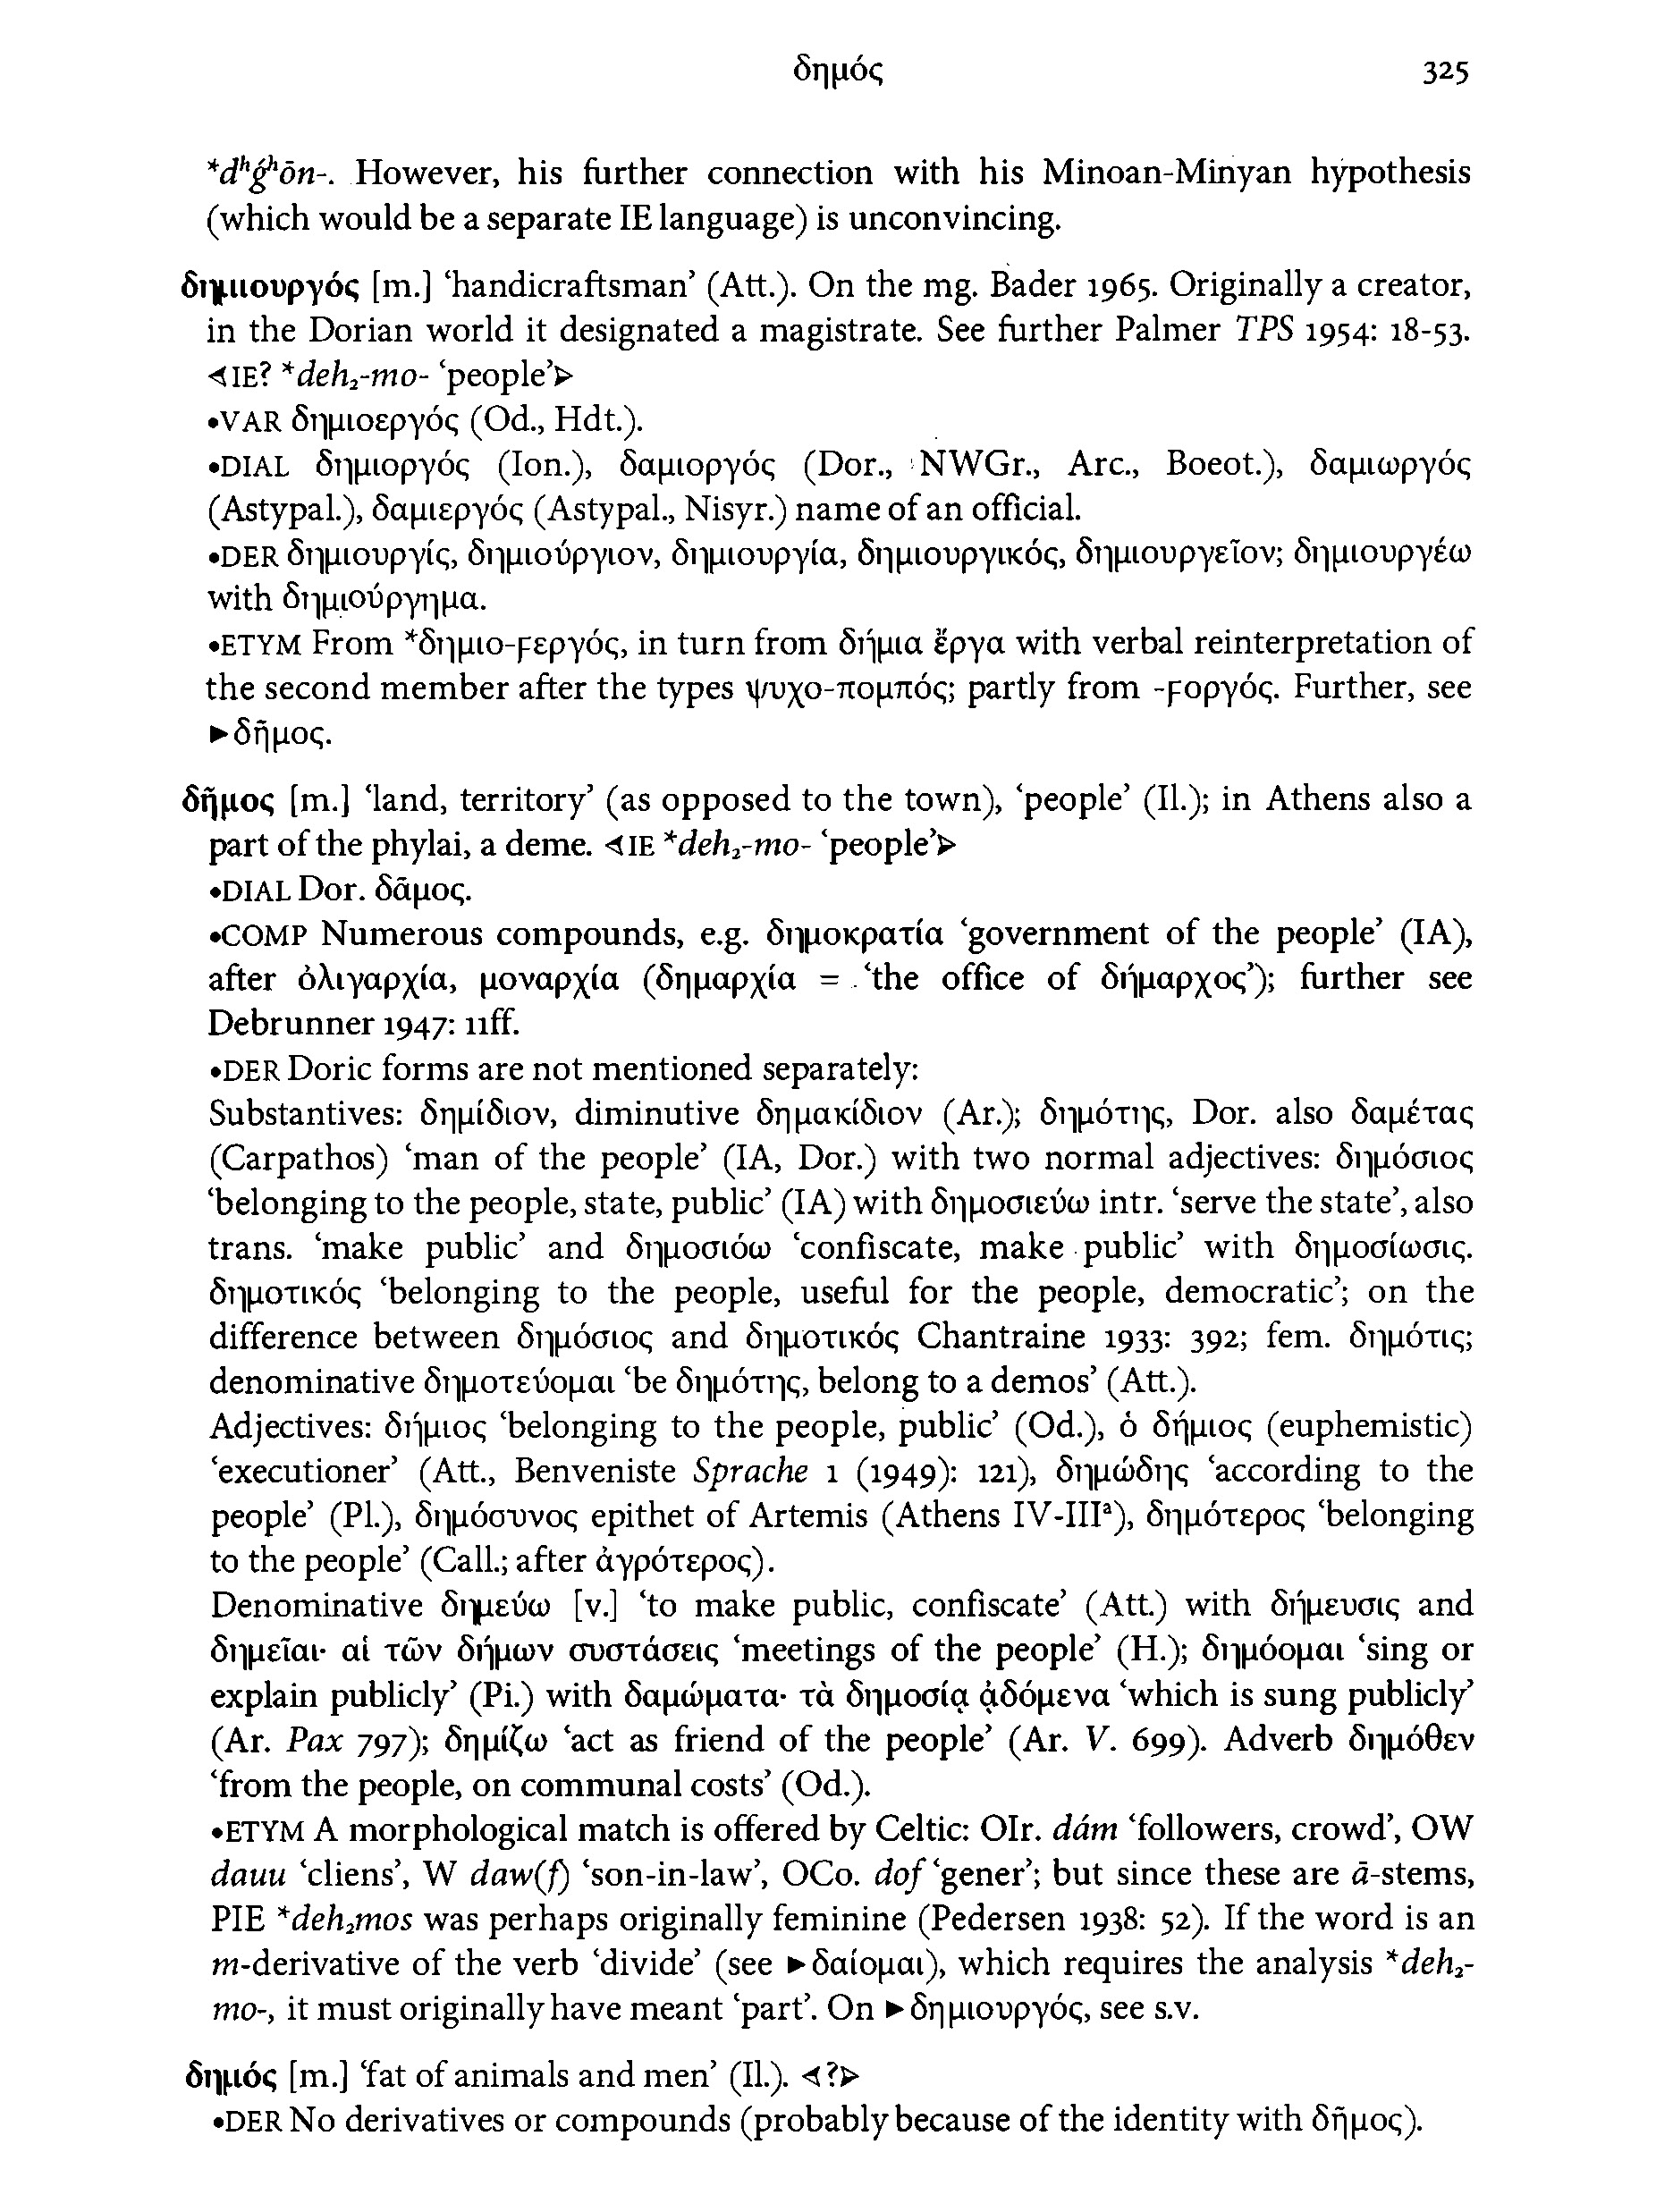 δημός 325
*dʰǵʰōn-. However, his further connection with his Minoan-Minyan hypothesis
(which would be a separate IE language) is unconvincing.
δημιουργός [m.] ‘handicraftsman’ (Att.). On the mg. Bader 1965. Originally a creator,
in the Dorian world it designated a magistrate. See further Palmer TPS 1954: 18-53.
⊲IE? *deh₂-mo- ‘people’⊳
•VAR δημιοεργός (Od., Hdt.).
•DIAL δημιοργός (Ion.), δαμιοργός (Dor., NWGr., Arc., Boeot.), δαμιωργός
(Astypal.), δαμιεργός (Astypal., Nisyr.) name of an official.
•DER δημιουργίς, δημιούργιον, δημιουργία, δημιουργικός, δημιουργεῖον; δημιουργέω
with δημιούργημα.
•ETYM From *δημιο-ϝεργός, in turn from δήμια ἔργα with verbal reinterpretation of
the second member after the types ψυχο-πομπός; partly from -ϝοργός. Further, see
►δῆμος.
δῆμος [m.] ‘land, territory’ (as opposed to the town), ‘people’ (Il.); in Athens also a
part of the phylai, a deme. ⊲IE *deh₂-mo- ‘people’⊳
•DIAL Dor. δᾶμος.
•COMP Numerous compounds, e.g. δημοκρατία ‘government of the people’ (IA),
after ὀλιγαρχία, μοναρχία (δημαρχία = ‘the office of δήμαρχος’); further see
Debrunner 1947: 11ff.
•DER Doric forms are not mentioned separately:
Substantives: δημίδιον, diminutive δημακίδιον (Ar.); δημότης, Dor. also δαμέτας
(Carpathos) ‘man of the people’ (IA, Dor.) with two normal adjectives: δημόσιος
‘belonging to the people, state, public’ (IA) with δημοσιεύω intr. ‘serve the state’, also
trans. ‘make public’ and δημοσιόω ‘confiscate, make public’ with δημοσίωσις.
δημοτικός ‘belonging to the people, useful for the people, democratic’; on the
difference between δημόσιος and δημοτικός Chantraine 1933: 392; fem. δημότις;
denominative δημοτεύομαι ‘be δημότης, belong to a demos’ (Att.).
Adjectives: δήμιος ‘belonging to the people, public’ (Od.), ὁ δήμιος (euphemistic)
‘executioner’ (Att., Benveniste Sprache 1 (1949): 121), δημώδης ‘according to the
people’ (Pl.), δημόσυνος epithet of Artemis (Athens IV-IIIᵃ), δημότερος ‘belonging
to the people’ (Call.; after ἀγρότερος).
Denominative δημεύω [v.] ‘to make public, confiscate’ (Att.) with δήμευσις and
δημεῖαι· αἱ τῶν δήμων συστάσεις ‘meetings of the people’ (H.); δημόομαι ‘sing or
explain publicly’ (Pi.) with δαμώματα· τὰ δημοσίᾳ ᾀδόμενα ‘which is sung publicly’
(Ar. Pax 797); δημίζω ‘act as friend of the people’ (Ar. V. 699). Adverb δημόθεν
‘from the people, on communal costs’ (Od.).
•ETYM A morphological match is offered by Celtic: OIr. dám ‘followers, crowd’, OW
dauu ‘cliens’, W daw(f) ‘son-in-law’, OCo. dof ‘gener’; but since these are ā-stems,
PIE *deh₂mos was perhaps originally feminine (Pedersen 1938: 52). If the word is an
m-derivative of the verb ‘divide’ (see ►δαίομαι), which requires the analysis *deh₂-
mo-, it must originally have meant ‘part’. On ►δημιουργός, see s.v.
δημός [m.] ‘fat of animals and men’ (Il.). ⊲?⊳
•DER No derivatives or compounds (probably because of the identity with δῆμος).